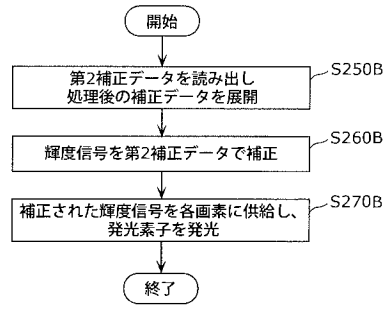 開始
第2補正データを読み出し
処理後の補正データを展開
S250B
輝度信号を第2補正データで補正
S260B
補正された輝度信号を各画素に供給し、
発光素子を発光
S270B
終了